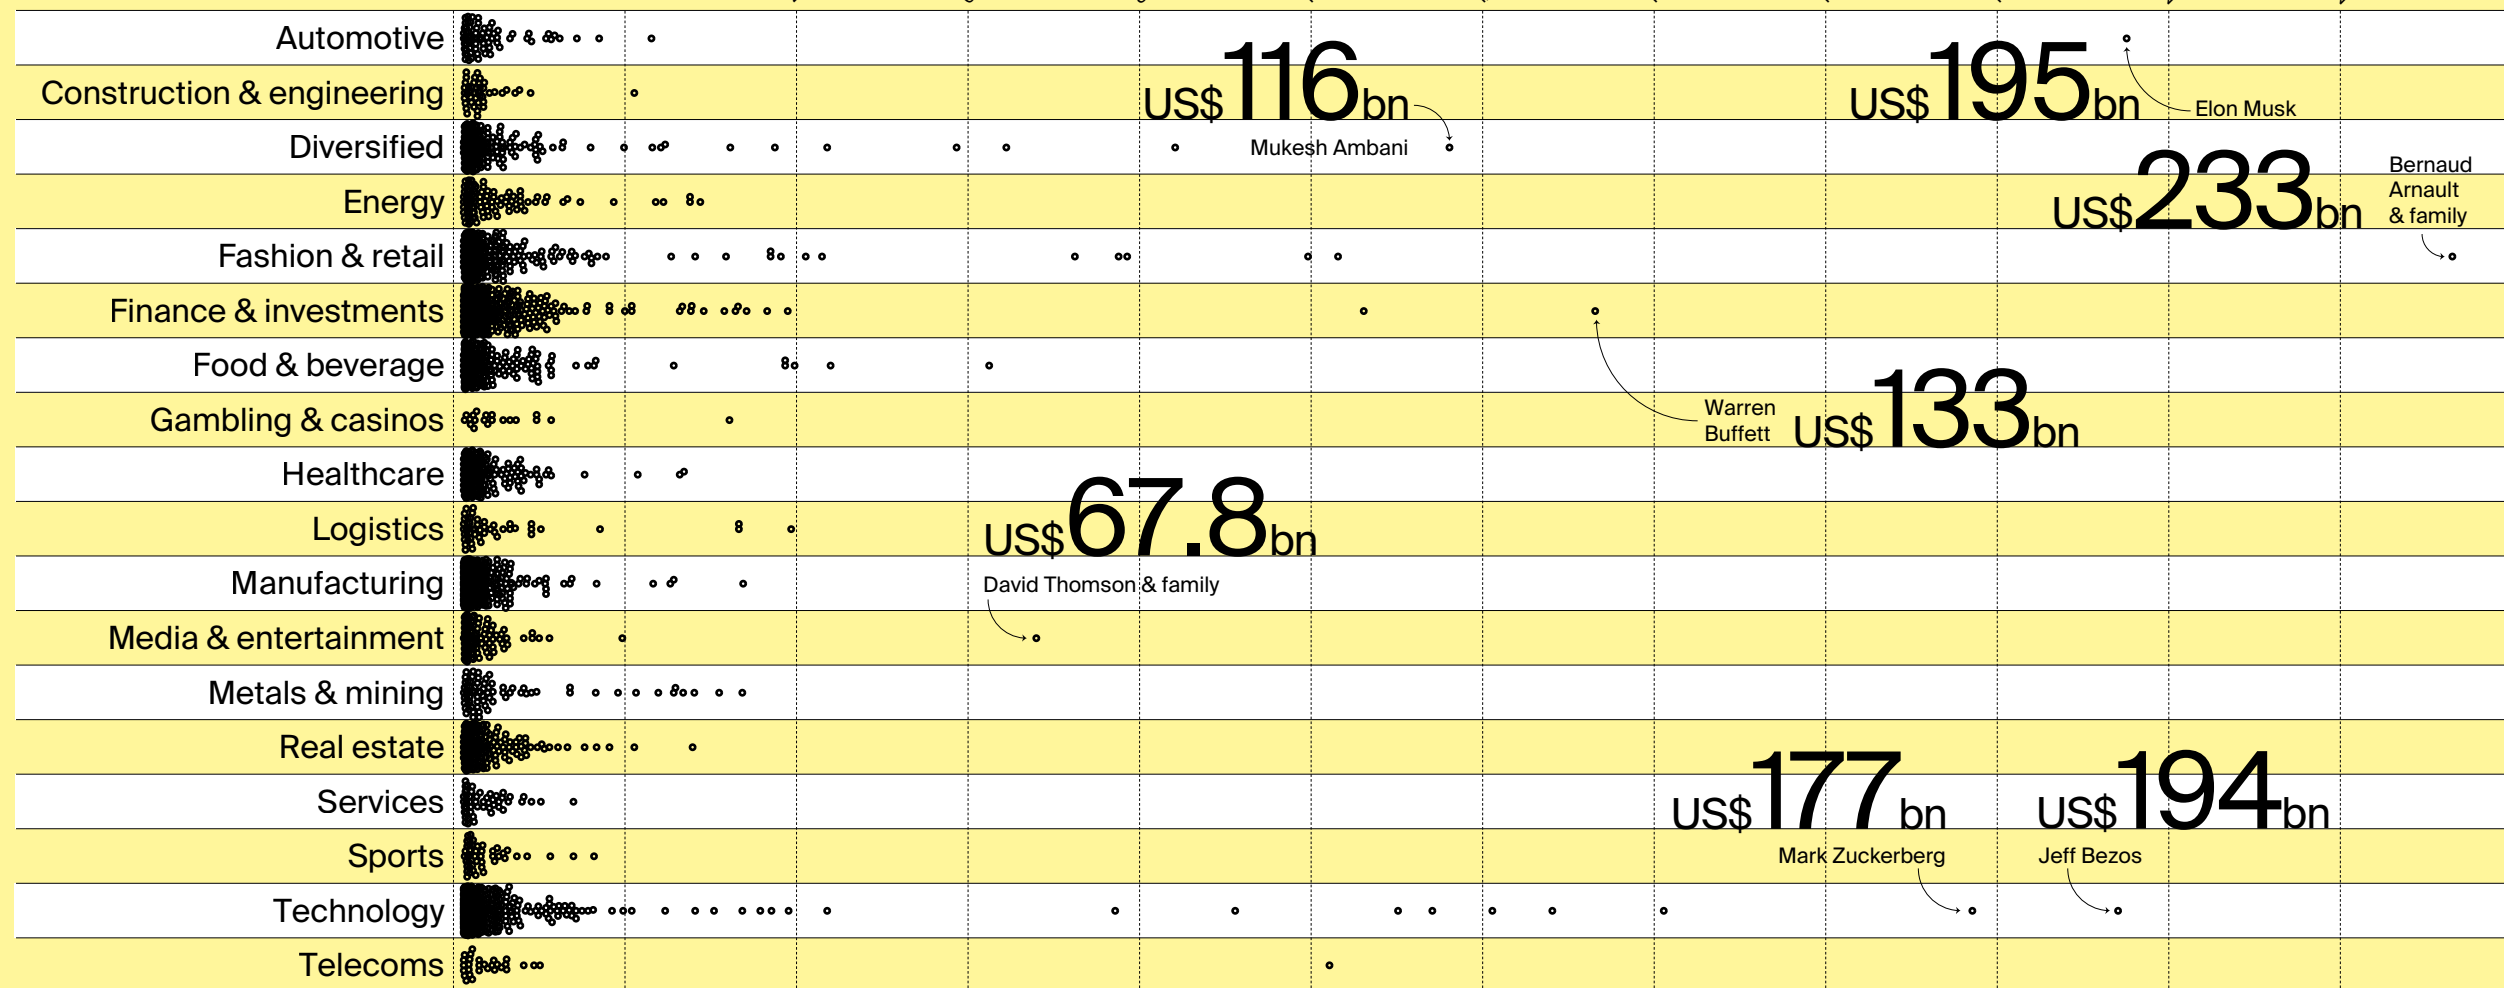 Automotive
Construction & engineering
US$116bn
US$195bn
Elon Musk
Diversified
Mukesh Ambani
Energy
US$233bn
Bernaud
Arnault
& family
Fashion & retail
Finance & investments
Food & beverage
Gambling & casinos
Warren
Buffett
US$133bn
Healthcare
Logistics
US$67.8bn
Manufacturing
David Thomson & family
Media & entertainment
Metals & mining
Real estate
Services
US$177bn
US$194bn
Sports
Mark Zuckerberg
Jeff Bezos
Technology
Telecoms